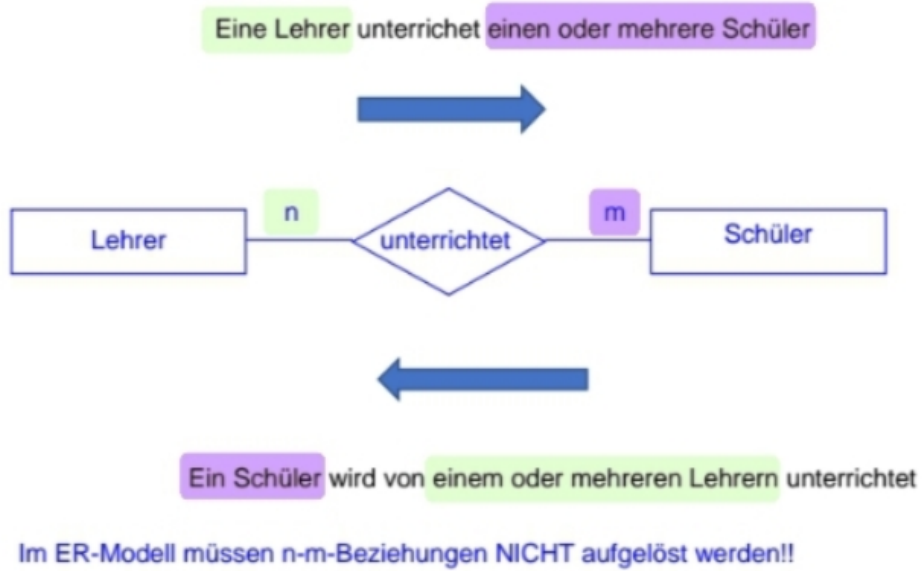 Eine Lehrer unterrichet einen oder mehrere Schüler
n
m
Lehrer
unterrichtet
Schüler
Ein Schüler wird von einem oder mehreren Lehrern unterrichtet
Im ER-Modell müssen n-m-Beziehungen NICHT aufgelöst werden!!